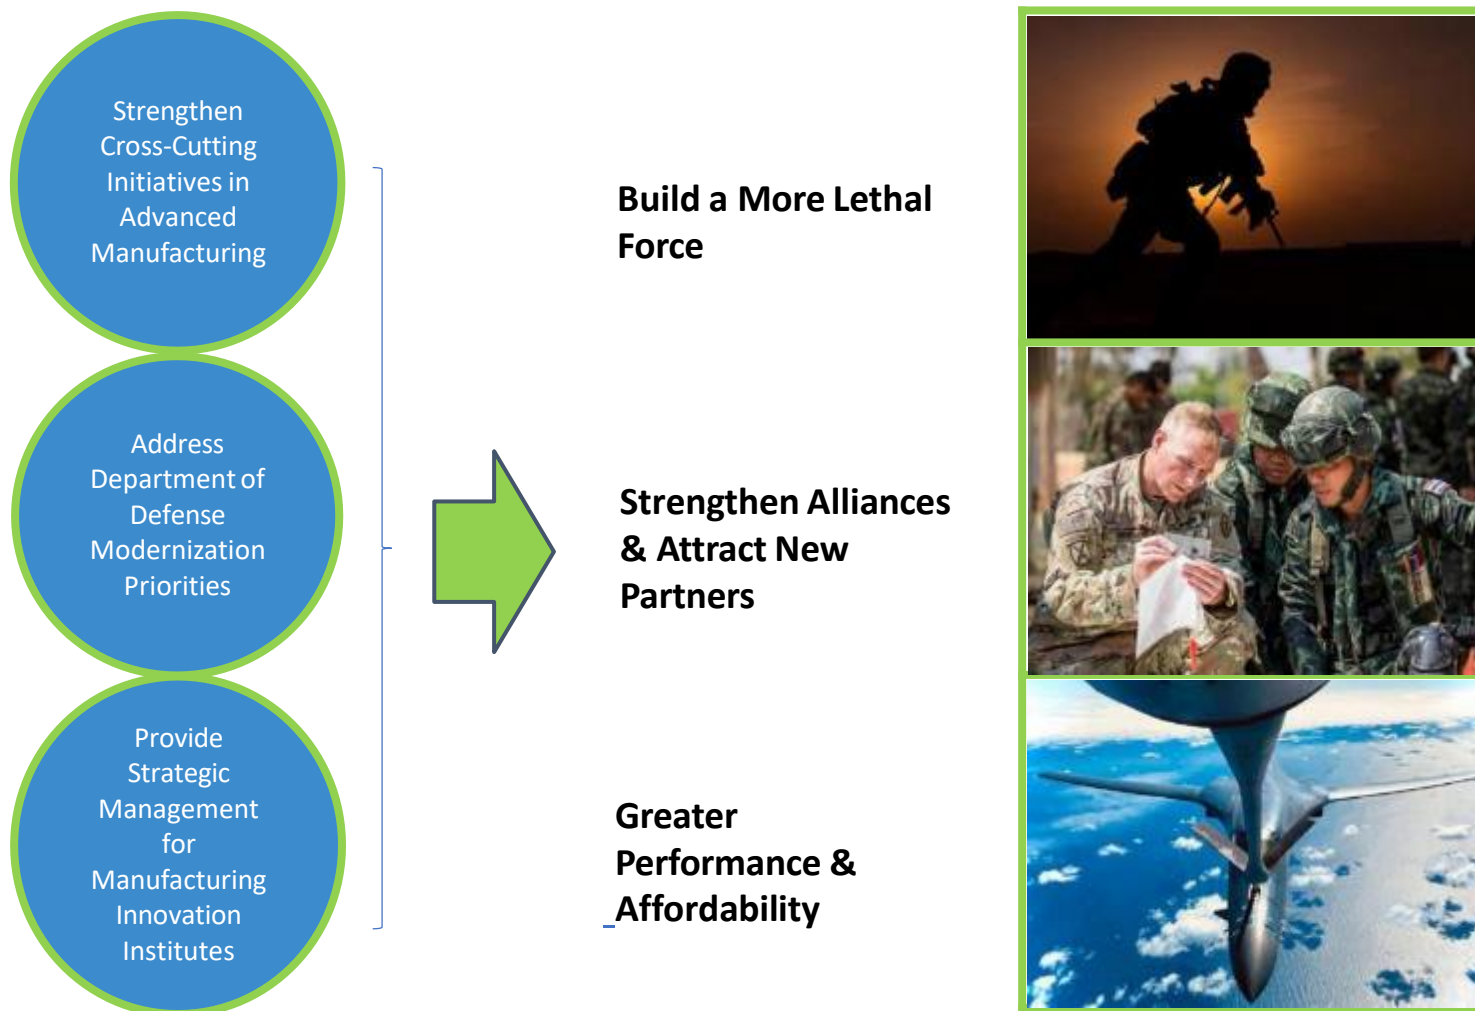 Strengthen
Cross-Cutting
Initiatives in
Advanced
Manufacturing
Address
Department of
Defense
Modernization
Priorities
Provide
Strategic
Management
for
Manufacturing
Innovation
Institutes
Build a More Lethal
Force
Strengthen Alliances
& Attract New
Partners
Greater
Performance &
Affordability